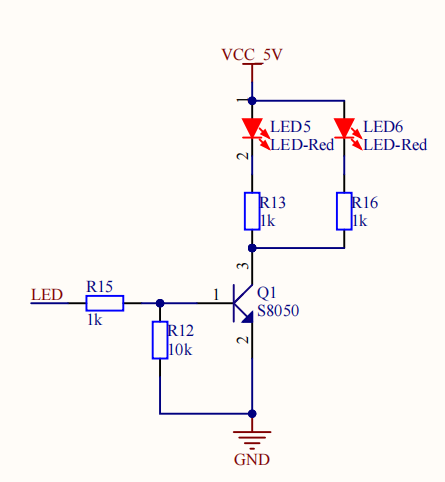 VCC_5V
1
LED5
LED6
LED-Red
LED-Red
2
R13
R16
1k
1k
3
R15
LED
1
Q1
1k
S8050
R12
2
10k
GND